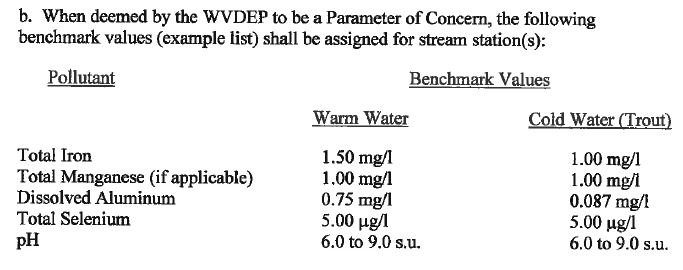 b. When deemed by the WVDEP to be a Parameter of Concern, the following
benchmark values (example list) shall be assigned for stream station(s):
Pollutant Benchmark Values
Warm Water Cold Water (Trout)
Total Iron 1.50 mg/l 1.00 mg/l
Total Manganese (if applicable) 1.00 mg/l 1.00 mg/l
Dissolved Aluminum 0.75 mg/l 0.087 mg/l
Total Selenium 5.00 µg/l 5.00 µg/l
pH 6.0 to 9.0 s.u. 6.0 to 9.0 s.u.